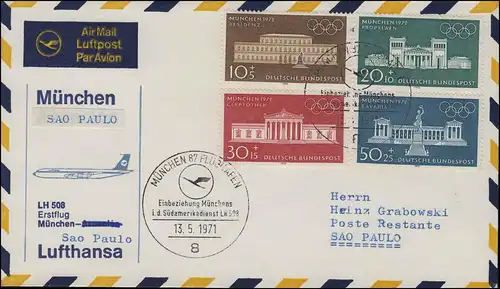 Air Mail
Luftpost
Par Avion
München
SAO PAULO
LH 508
Erstflug
München-
Sao Paulo
Lufthansa
MÜNCHEN 1972
RESIDENZ
10+5
DEUTSCHE BUNDESPOST
MÜNCHEN 1972
PROPYLÄEN
20+10
DEUTSCHE BUNDESPOST
MÜNCHEN 1972
GLYPTOTHEK
30+15
DEUTSCHE BUNDESPOST
MÜNCHEN 1972
BAVARIA
50+25
DEUTSCHE BUNDESPOST
Einbeziehung Münchens
MÜNCHEN 87 FLUGHAFEN
Einbeziehung Münchens
i.d. Südamerikadienst LH 508
13. 5. 1971
8
Herrn
Heinz Grabowski
Poste Restante
SAO PAULO